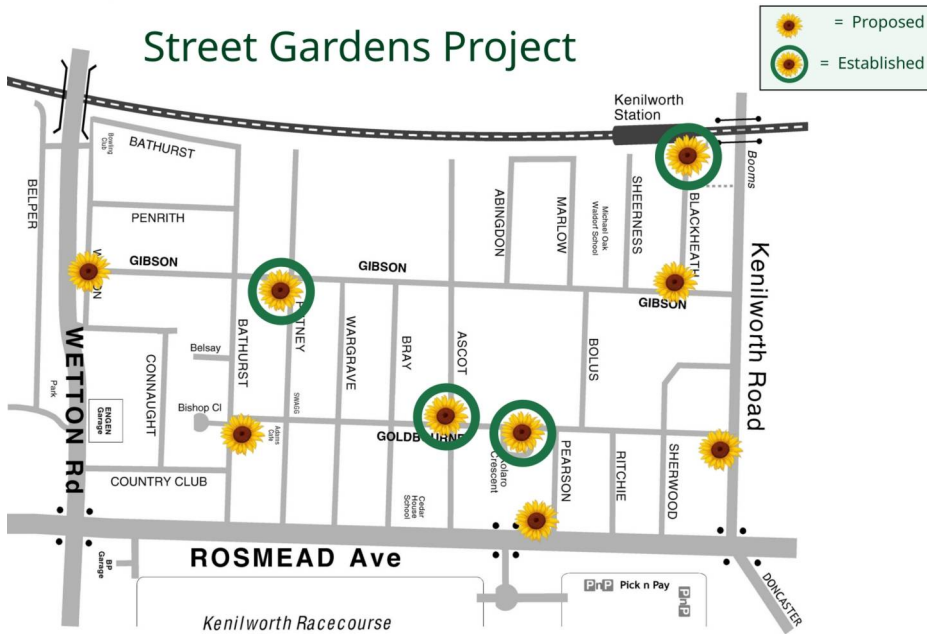 Street Gardens Project
= Proposed
= Established
Kenilworth
Station
Booms
Bowling
Club
BATHURST
BELPER
PENRITH
ABINGDON
MARLOW
Michael Oak
Waldorf School
SHEERNESS
BLACKHEATH
GIBSON
GIBSON
GIBSON
Kenilworth Road
WETTON Rd
BATHURST
WARGRAVE
BRAY
ASCOT
BOLUS
Belsay
CONNAUGHT
Park
ENGEN
Garage
Bishop Cl
SWAGG
Adams
Cafe
GOLDBOURNE
Crescent
PEARSON
RITCHIE
SHERWOOD
COUNTRY CLUB
Cedar
House
School
ROSMEAD Ave
BP
Garage
PnP Pick n Pay
PnP
DONCASTER
Kenilworth Racecourse